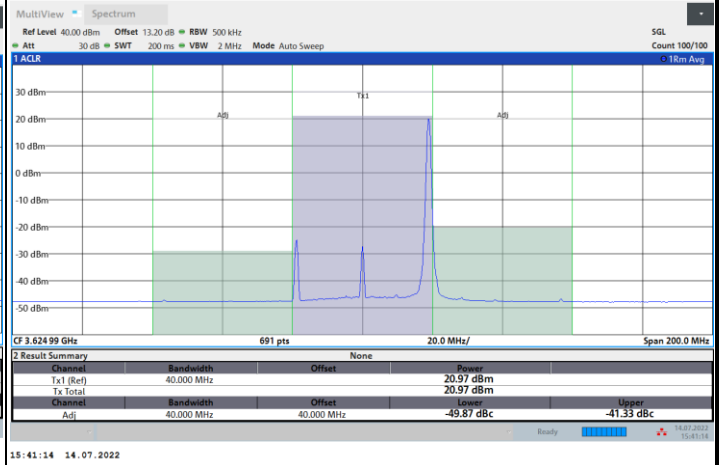 MultiView Spectrum
Ref Level 40.00 dBm Offset 13.20 dB RBW 500 kHz SGL
Att 30 dB SWT 200 ms VBW 2 MHz Mode Auto Sweep Count 100/100
1 ACLR 1Rm Avg
Tx1
Adj Adj
30 dBm
20 dBm
10 dBm
0 dBm
-10 dBm
-20 dBm
-30 dBm
-40 dBm
-50 dBm
CF 3.624 99 GHz 691 pts 20.0 MHz/ Span 200.0 MHz
2 Result Summary None
Channel Bandwidth Offset Power
Tx1 (Ref) 40.000 MHz 20.97 dBm
Tx Total 20.97 dBm
Channel Bandwidth Offset Lower Upper
Adj 40.000 MHz 40.000 MHz -49.87 dBc -41.33 dBc
Ready 14.07.2022
15:41:14
15:41:14 14.07.2022